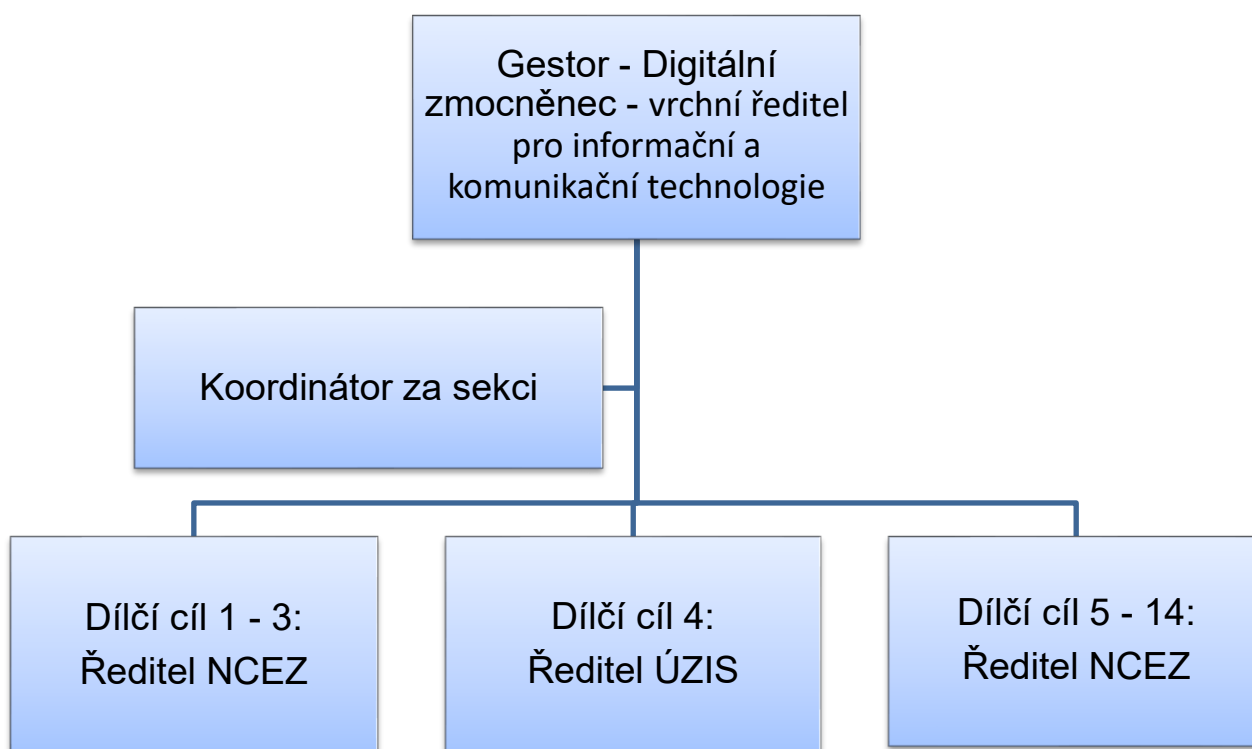 Gestor - Digitální
zmocněnec - vrchní ředitel
pro informační a
komunikační technologie
Koordinátor za sekci
Dílčí cíl 1 - 3:
Ředitel NCEZ
Dílčí cíl 4:
Ředitel ÚZIS
Dílčí cíl 5 - 14:
Ředitel NCEZ